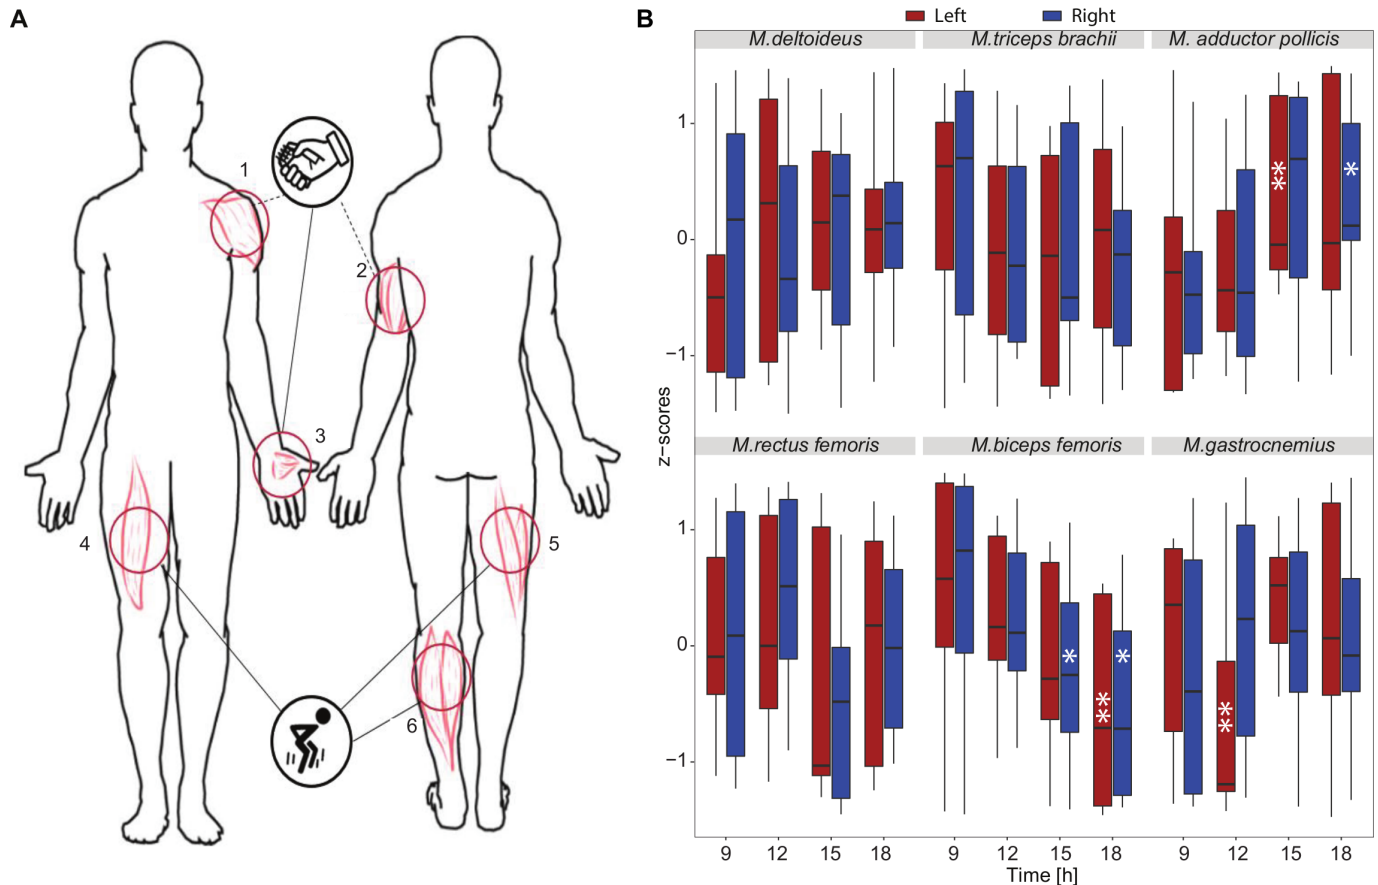 A
B
Left Right
M.deltoideus M.triceps brachii M. adductor pollicis
1
0
−1
** *
z-scores
M.rectus femoris M.biceps femoris M.gastrocnemius
1
0
−1
* ** * **
9 12 15 18 9 12 15 18 9 12 15 18
Time [h]
1
2
3
4
5
6